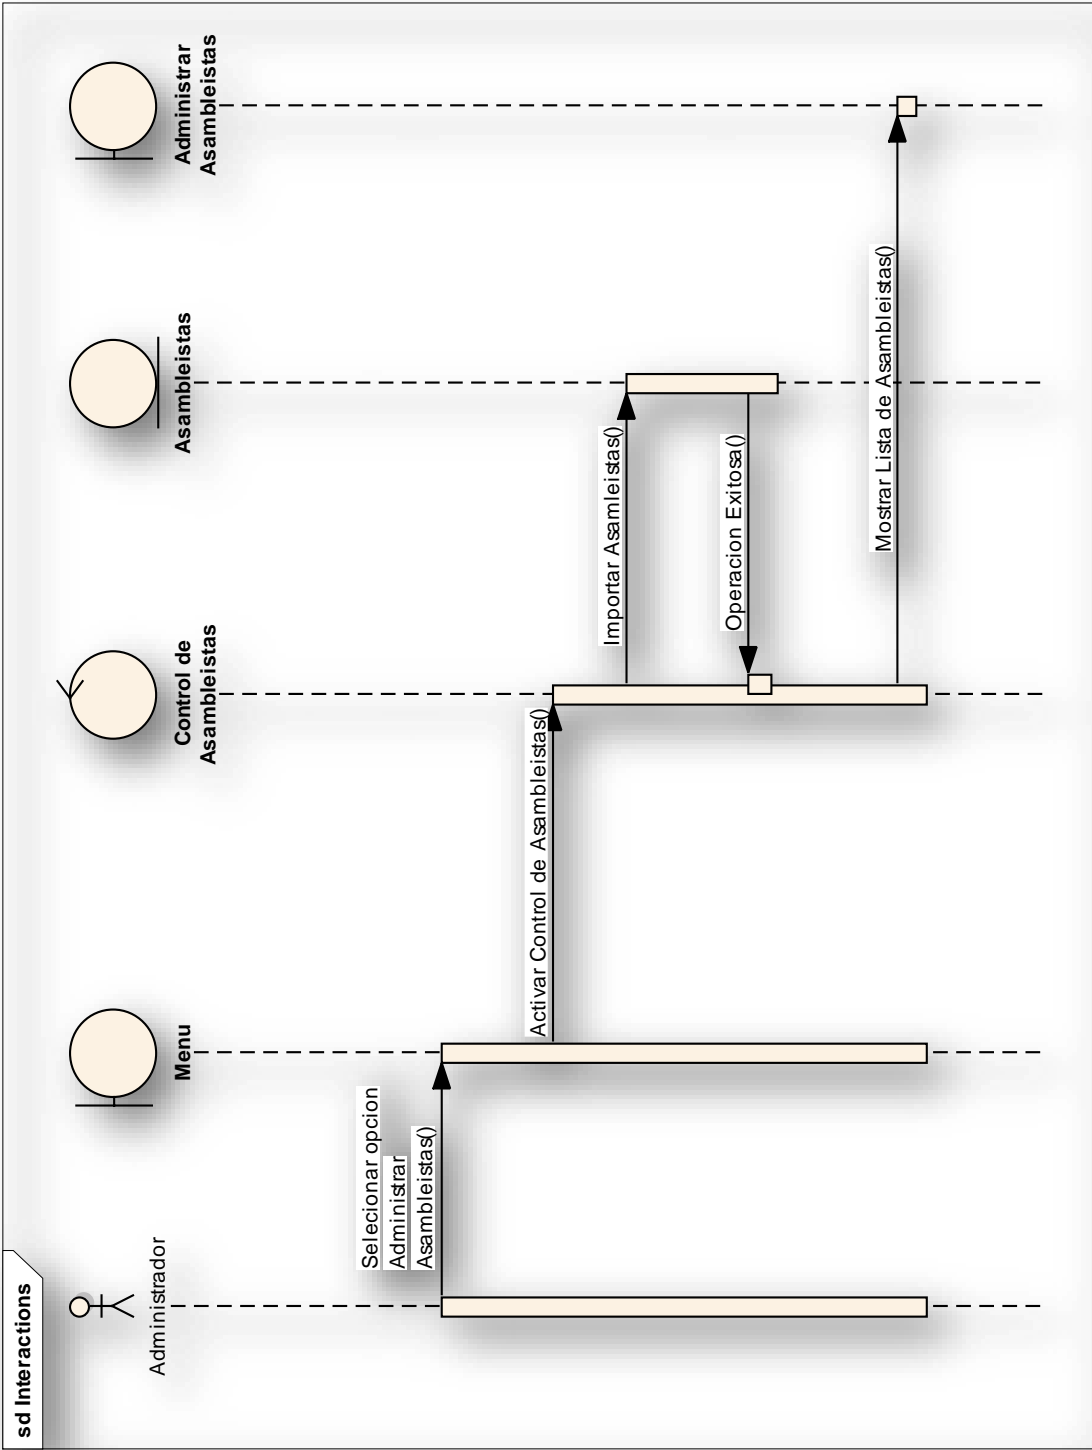 sd Interactions
Administrador
Menu
Control de
Asambleistas
Asambleistas
Administrar
Asambleistas
Selecionar opcion
Administrar
Asambleistas()
Activar Control de Asambleistas()
Importar Asamleistas()
Operacion Exitosa()
Mostrar Lista de Asambleistas()